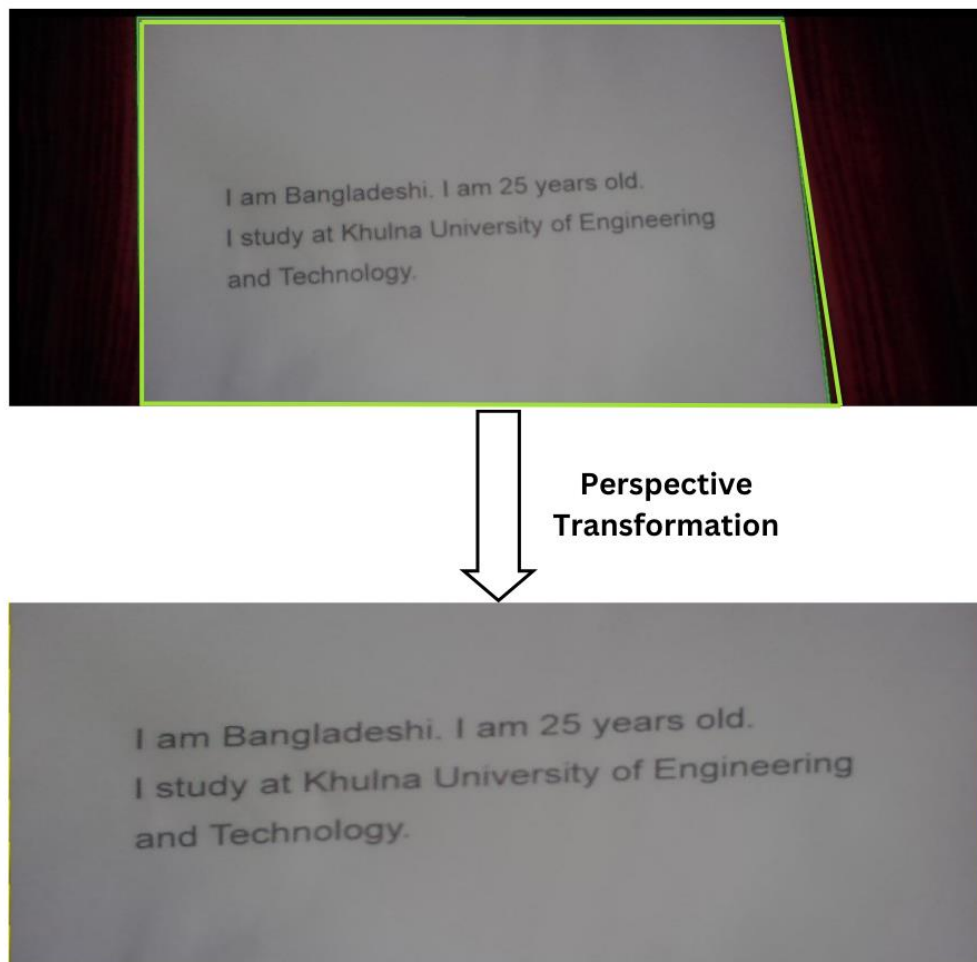 I am Bangladeshi. I am 25 years old.
I study at Khulna University of Engineering
and Technology.
Perspective
Transformation
I am Bangladeshi. I am 25 years old.
I study at Khulna University of Engineering
and Technology.